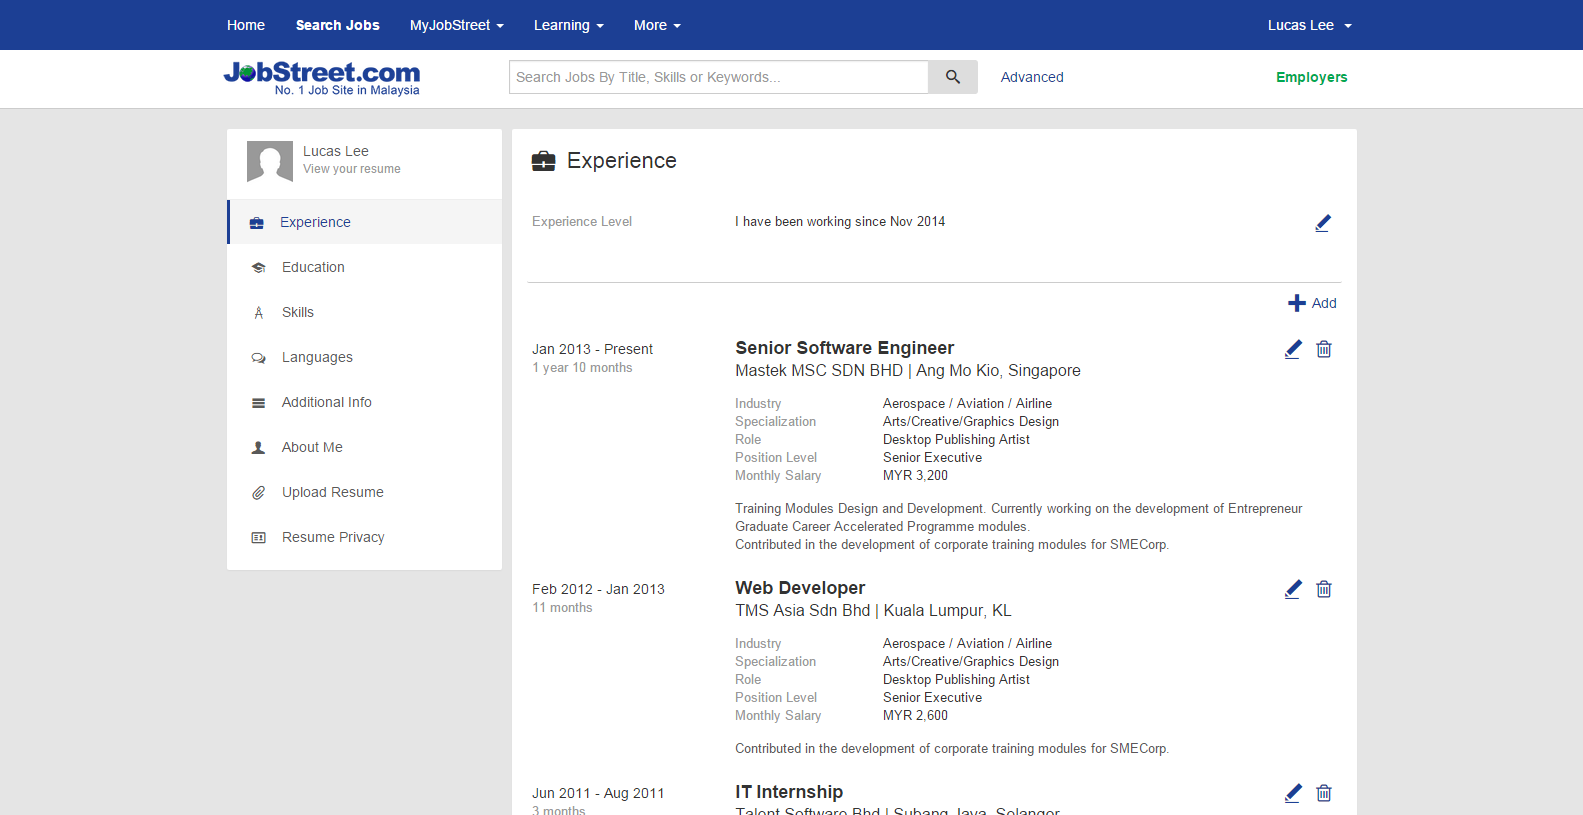 Home Search Jobs MyJobStreet Learning More Lucas Lee
JobStreet.com
No. 1 Job Site in Malaysia
Search Jobs By Title, Skills or Keywords...
Advanced
Employers
Lucas Lee
View your resume
Experience
Education
Skills
Languages
Additional Info
About Me
Upload Resume
Resume Privacy
Experience
Experience Level I have been working since Nov 2014
Add
Jan 2013 - Present
1 year 10 months
Senior Software Engineer
Mastek MSC SDN BHD | Ang Mo Kio, Singapore
Industry Aerospace / Aviation / Airline
Specialization Arts/Creative/Graphics Design
Role Desktop Publishing Artist
Position Level Senior Executive
Monthly Salary MYR 3,200
Training Modules Design and Development. Currently working on the development of Entrepreneur
Graduate Career Accelerated Programme modules.
Contributed in the development of corporate training modules for SMECorp.
Feb 2012 - Jan 2013
11 months
Web Developer
TMS Asia Sdn Bhd | Kuala Lumpur, KL
Industry Aerospace / Aviation / Airline
Specialization Arts/Creative/Graphics Design
Role Desktop Publishing Artist
Position Level Senior Executive
Monthly Salary MYR 2,600
Contributed in the development of corporate training modules for SMECorp.
Jun 2011 - Aug 2011
3 months
IT Internship
Talent Software Bhd | Subang Jaya, Selangor